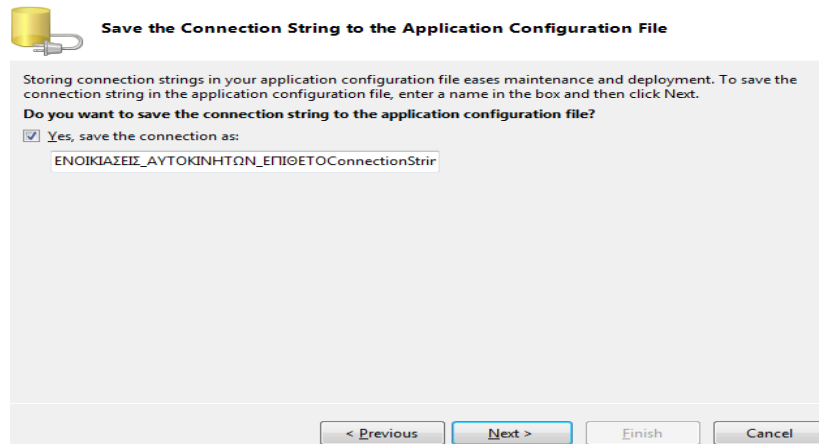 Save the Connection String to the Application Configuration File
Storing connection strings in your application configuration file eases maintenance and deployment. To save the
connection string in the application configuration file, enter a name in the box and then click Next.
Do you want to save the connection string to the application configuration file?
Yes, save the connection as:
ΕΝΟΙΚΙΑΣΕΙΣ_ΑΥΤΟΚΙΝΗΤΩΝ_ΕΠΙΘΕΤΟConnectionStrin
< Previous
Next >
Finish
Cancel